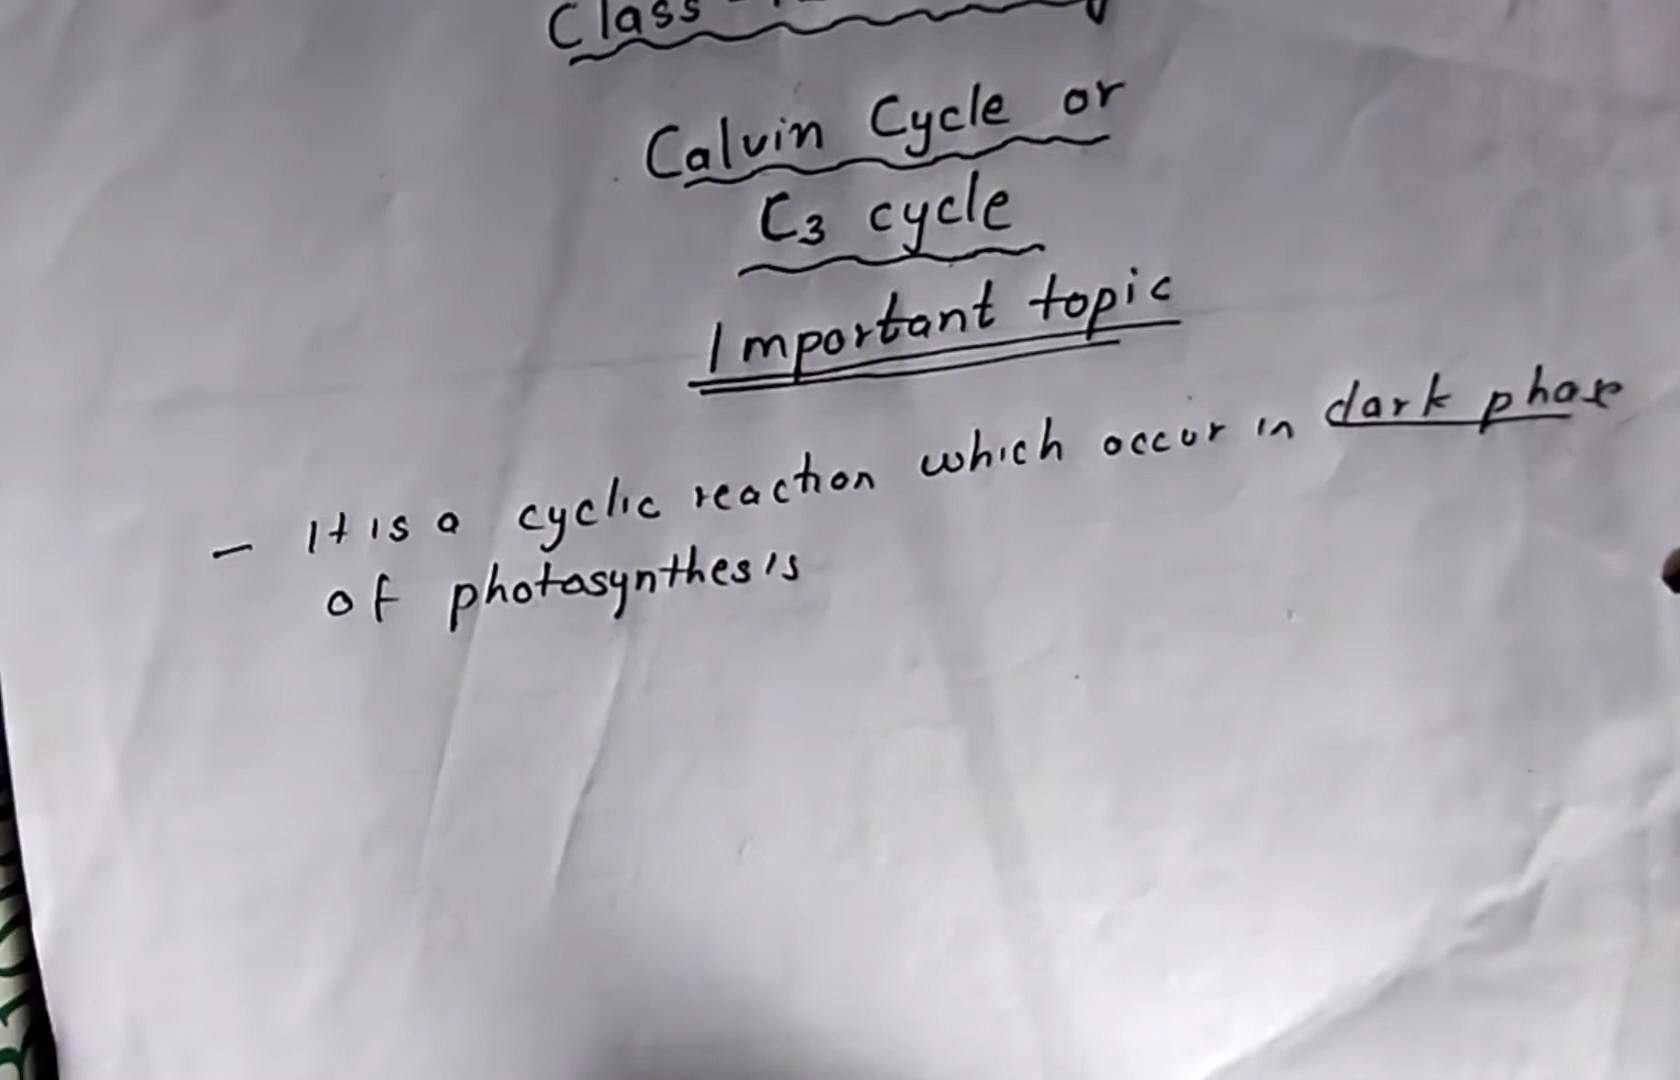 Class
Calvin Cycle or
C3 cycle
Important topic
- It is a cyclic reaction which occur in dark phase
of photosynthesis